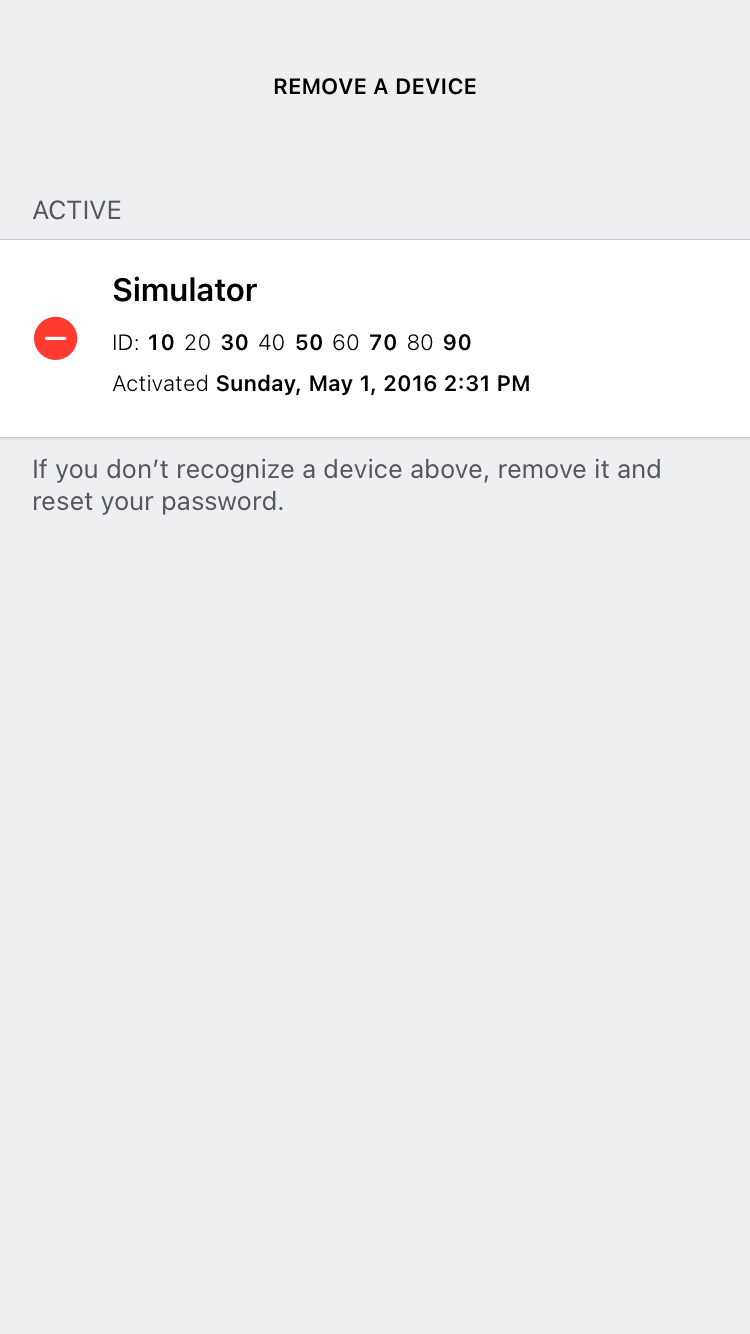 REMOVE A DEVICE
ACTIVE
Simulator
ID: 10 20 30 40 50 60 70 80 90
Activated Sunday, May 1, 2016 2:31 PM
If you don’t recognize a device above, remove it and
reset your password.